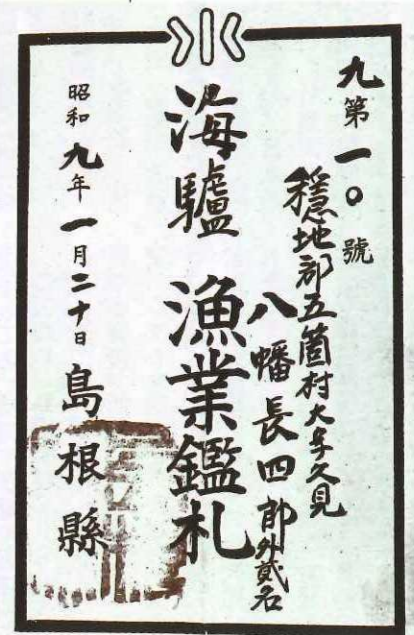 九第一〇號
穩地郡五箇村大字久見
八幡長四郎外貳名
海驢 漁業鑑札
昭和九年一月二十日
島根縣